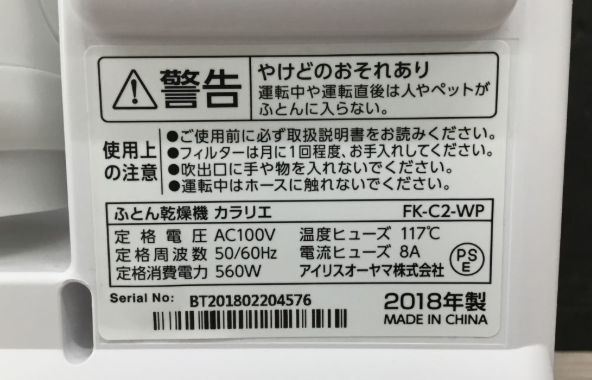 警告
やけどのおそれあり
運転中や運転直後は人やペットが
ふとんに入らない。
使用上
の注意
●ご使用前に必ず取扱説明書をお読みください。
●フィルターは月に1回程度、お手入れしてください。
●吹出口に手や物を入れないでください。
●運転中はホースに触れないでください。
ふとん乾燥機 カラリエ FK-C2-WP
定格電圧 AC100V 温度ヒューズ 117℃
定格周波数 50/60Hz 電流ヒューズ 8A
定格消費電力 560W アイリスオーヤマ株式会社
PS
E
Serial No: BT201802204576
2018年製
MADE IN CHINA